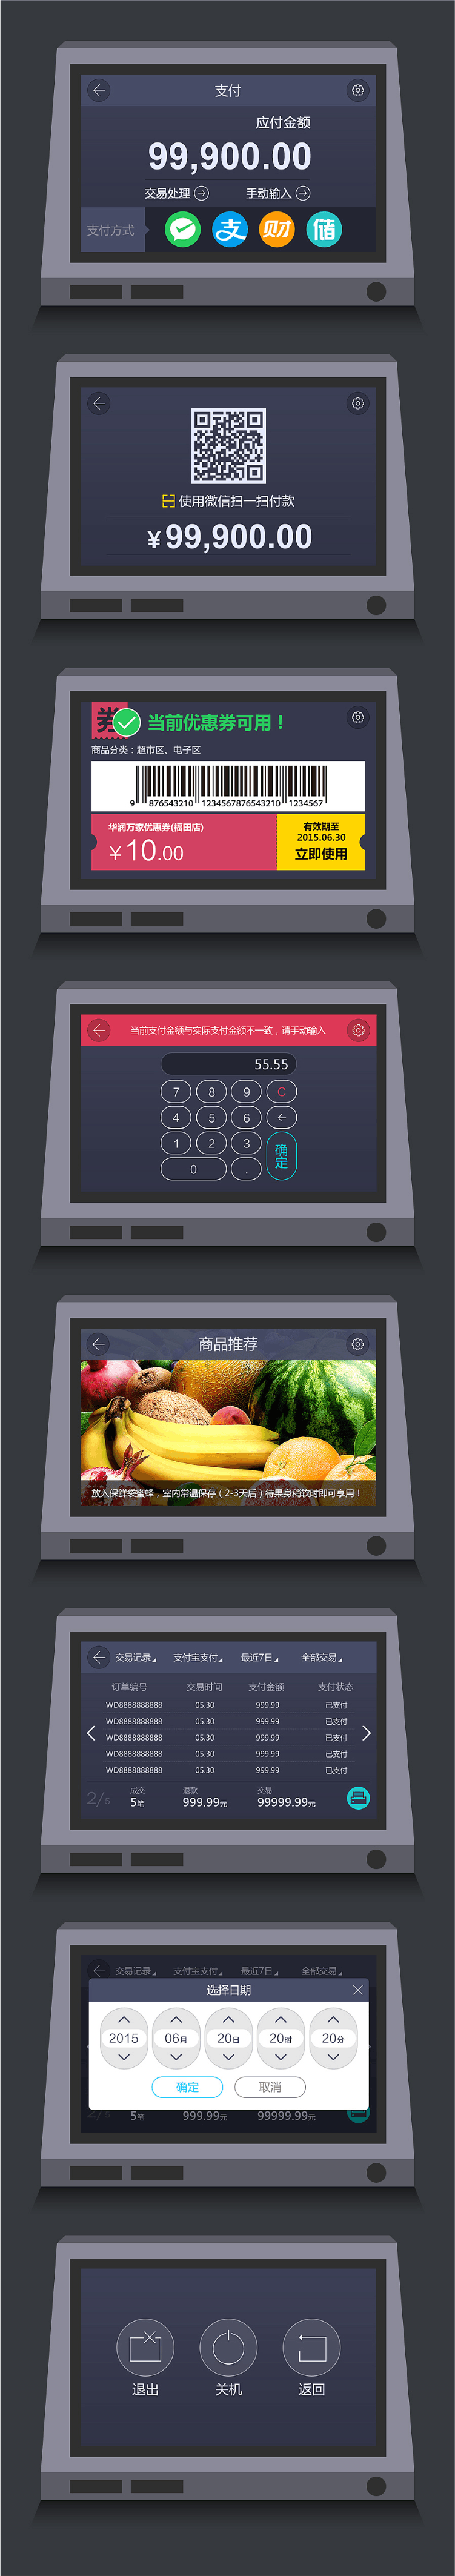 支付
应付金额
99,900.00
交易处理 手动输入
支付方式 支 财 储
使用微信扫一扫付款
¥99,900.00
券 当前优惠券可用！
商品分类：超市区、电子区
9 876543210 1234567876543210 1234567
华润万家优惠券(福田店)
¥10.00
有效期至
2015.06.30
立即使用
当前支付金额与实际支付金额不一致，请手动输入
55.55
7 8 9 C
4 5 6 ←
1 2 3 确定
0 .
商品推荐
放入保鲜袋蜜蜂，室内常温保存（2-3天后）待果身稍软时即可享用！
交易记录 支付宝支付 最近7日 全部交易
订单编号 交易时间 支付金额 支付状态
WD8888888888 05.30 999.99 已支付
WD8888888888 05.30 999.99 已支付
WD8888888888 05.30 999.99 已支付
WD8888888888 05.30 999.99 已支付
WD8888888888 05.30 999.99 已支付
2/5 成交 退款 交易
5笔 999.99元 99999.99元
交易记录 支付宝支付 最近7日 全部交易
选择日期
2015 06月 20日 20时 20分
确定 取消
2/5 5笔 999.99元 99999.99元
退出 关机 返回